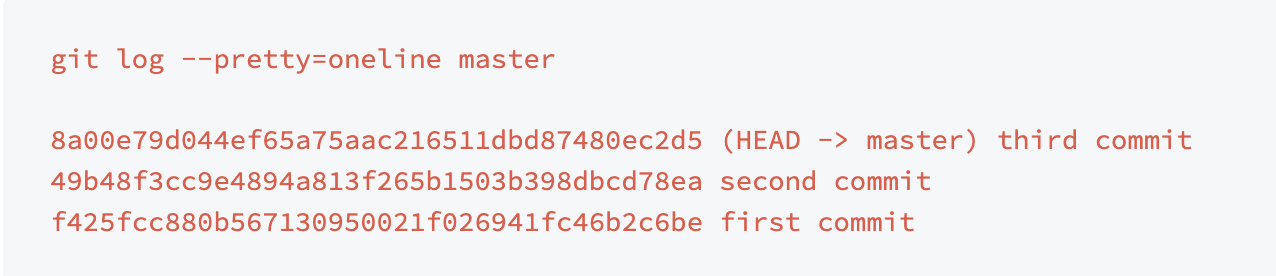 git log --pretty=oneline master
8a00e79d044ef65a75aac216511dbd87480ec2d5 (HEAD -> master) third commit
49b48f3cc9e4894a813f265b1503b398dbcd78ea second commit
f425fcc880b567130950021f026941fc46b2c6be first commit